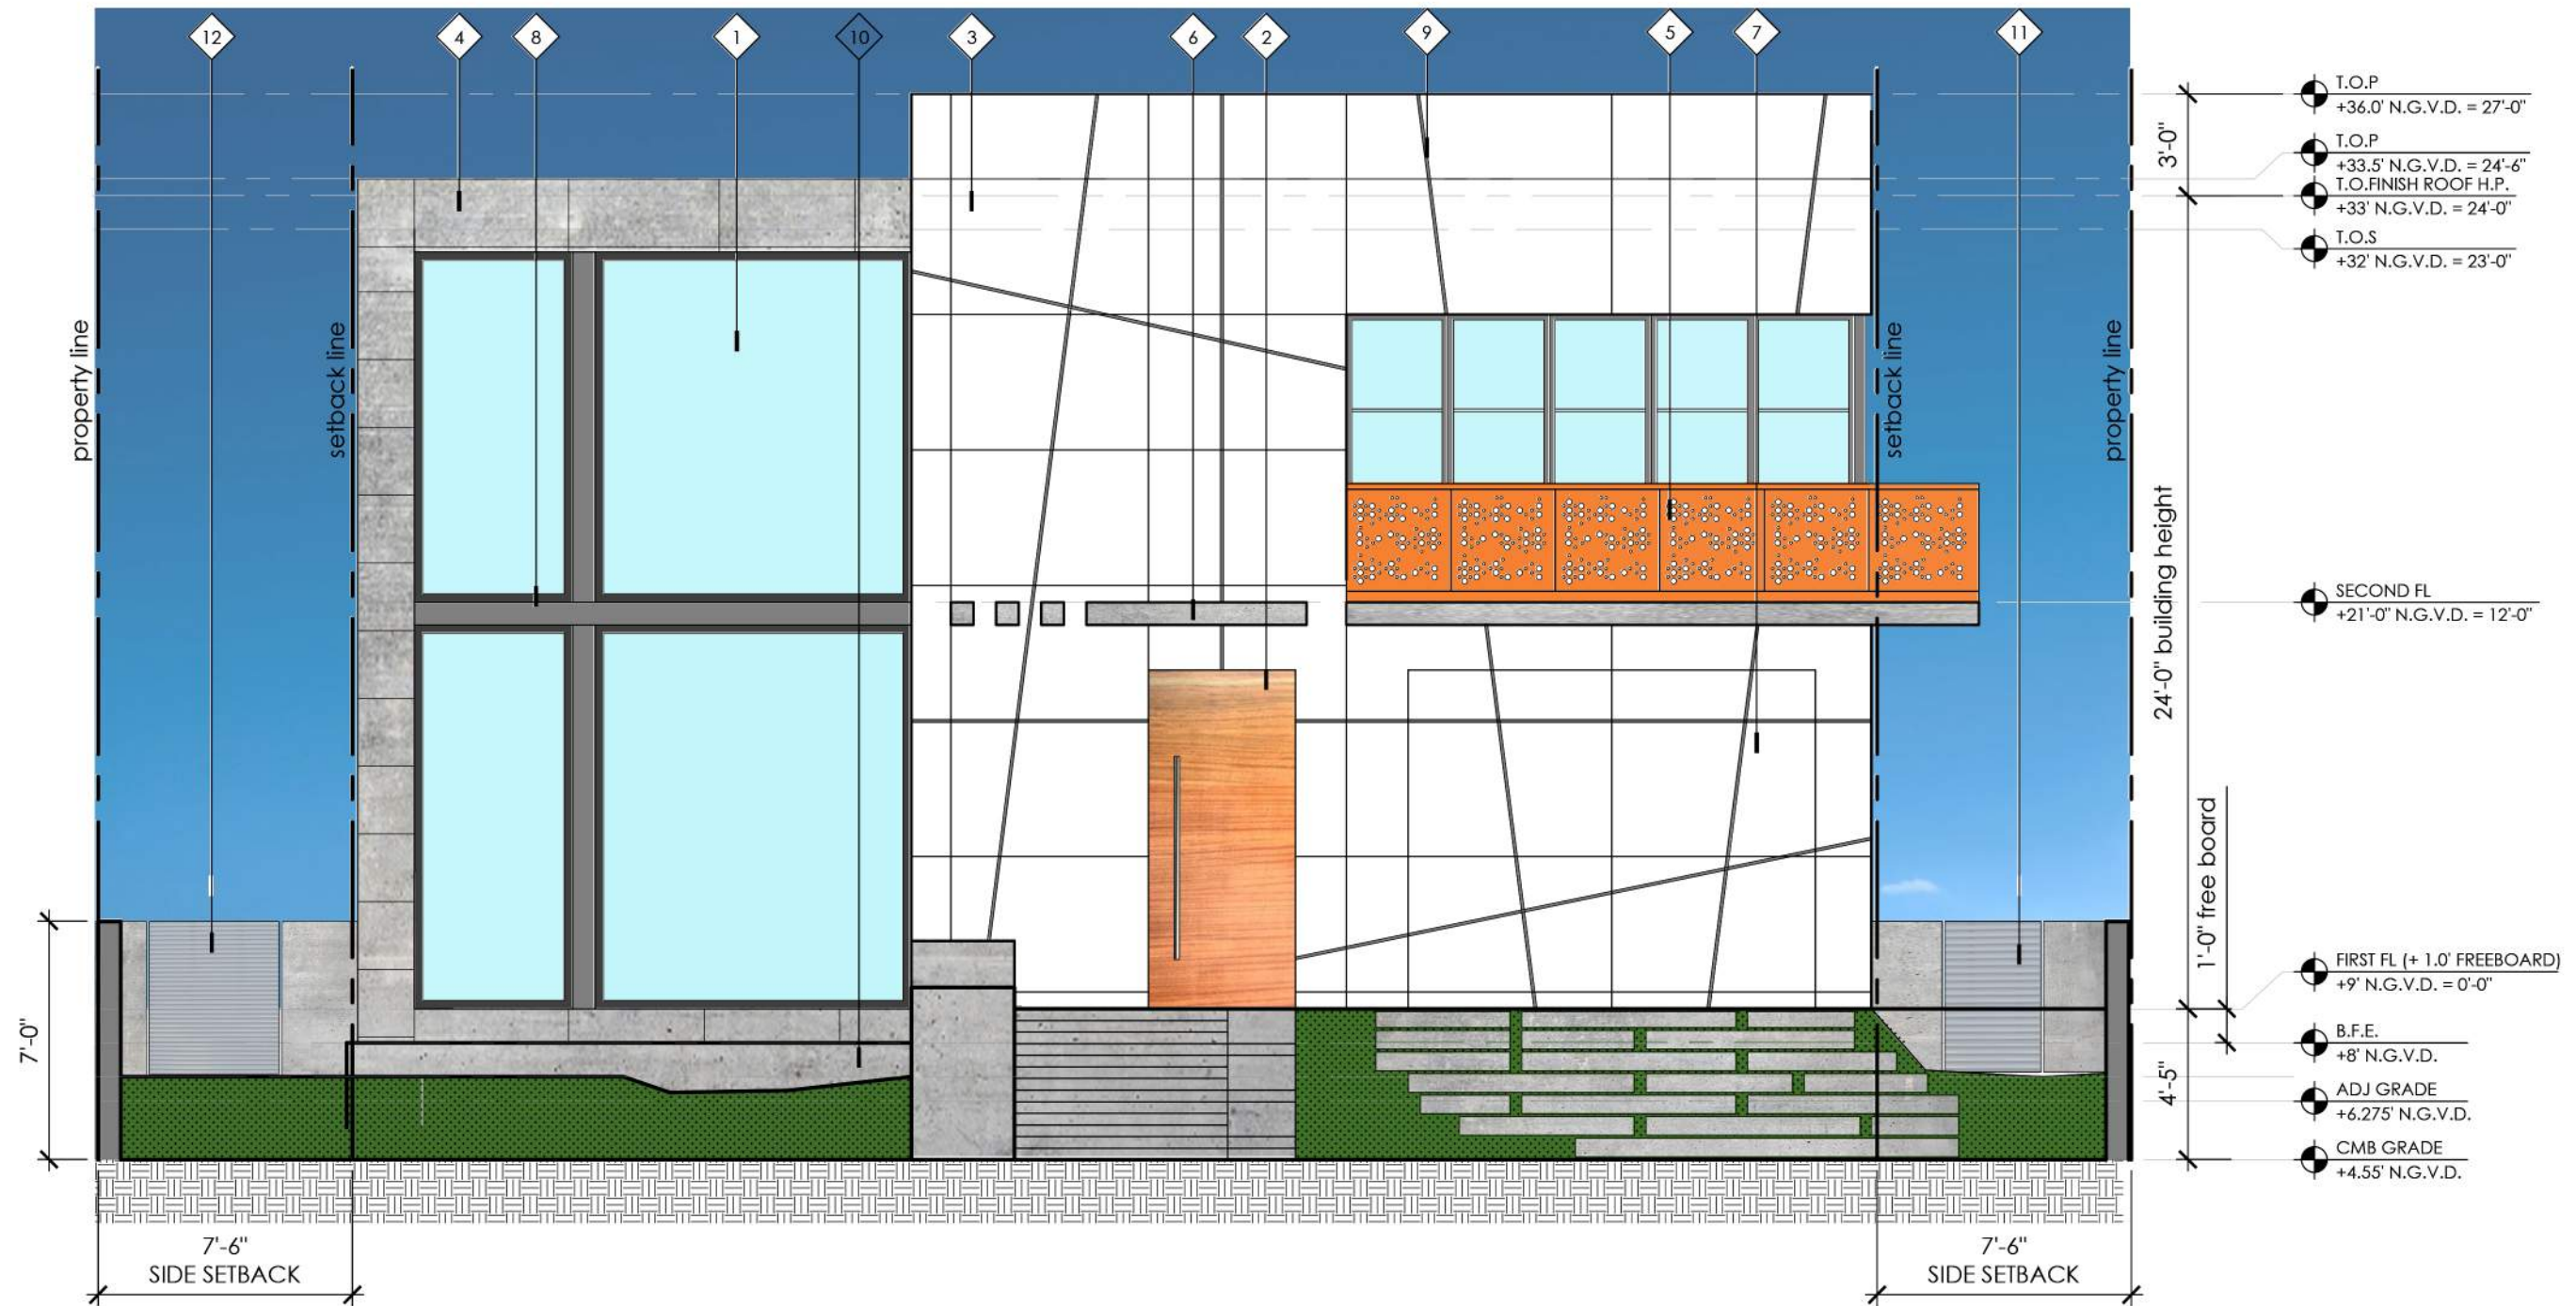 12
4
8
1
10
3
6
2
9
5
7
11
T.O.P
+36.0' N.G.V.D. = 27'-0"
T.O.P
+33.5' N.G.V.D. = 24'-6"
T.O.FINISH ROOF H.P.
+33' N.G.V.D. = 24'-0"
T.O.S
+32' N.G.V.D. = 23'-0"
3'-0"
property line
setback line
setback line
property line
24'-0" building height
SECOND FL
+21'-0" N.G.V.D. = 12'-0"
1'-0" free board
FIRST FL (+ 1.0' FREEBOARD)
+9' N.G.V.D. = 0'-0"
7'-0"
B.F.E.
+8' N.G.V.D.
4'-5"
ADJ GRADE
+6.275' N.G.V.D.
CMB GRADE
+4.55' N.G.V.D.
7'-6"
SIDE SETBACK
7'-6"
SIDE SETBACK